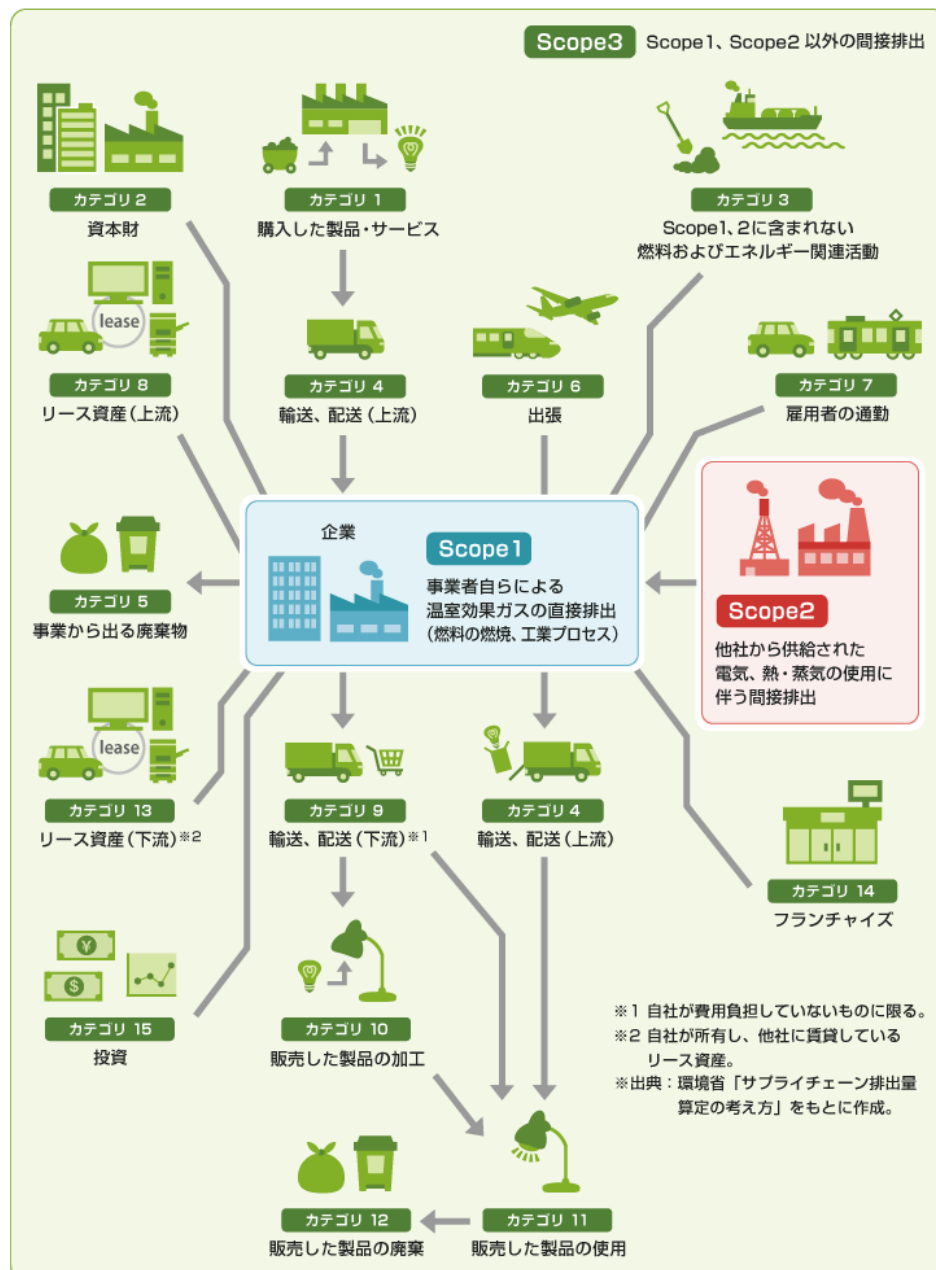 Scope3 Scope1、Scope2 以外の間接排出
カテゴリ 2
資本財
カテゴリ 1
購入した製品・サービス
カテゴリ 3
Scope1、2に含まれない
燃料およびエネルギー関連活動
lease
カテゴリ 8
リース資産（上流）
カテゴリ 4
輸送、配送（上流）
カテゴリ 6
出張
カテゴリ 7
雇用者の通勤
企業
Scope1
事業者自らによる
温室効果ガスの直接排出
（燃料の燃焼、工業プロセス）
Scope2
他社から供給された
電気、熱・蒸気の使用に
伴う間接排出
カテゴリ 5
事業から出る廃棄物
lease
カテゴリ 13
リース資産（下流）※2
カテゴリ 9
輸送、配送（下流）※1
カテゴリ 4
輸送、配送（上流）
カテゴリ 14
フランチャイズ
¥
$
カテゴリ 15
投資
カテゴリ 10
販売した製品の加工
※1 自社が費用負担していないものに限る。
※2 自社が所有し、他社に賃貸している
リース資産。
※出典：環境省「サプライチェーン排出量
算定の考え方」をもとに作成。
カテゴリ 12
販売した製品の廃棄
カテゴリ 11
販売した製品の使用